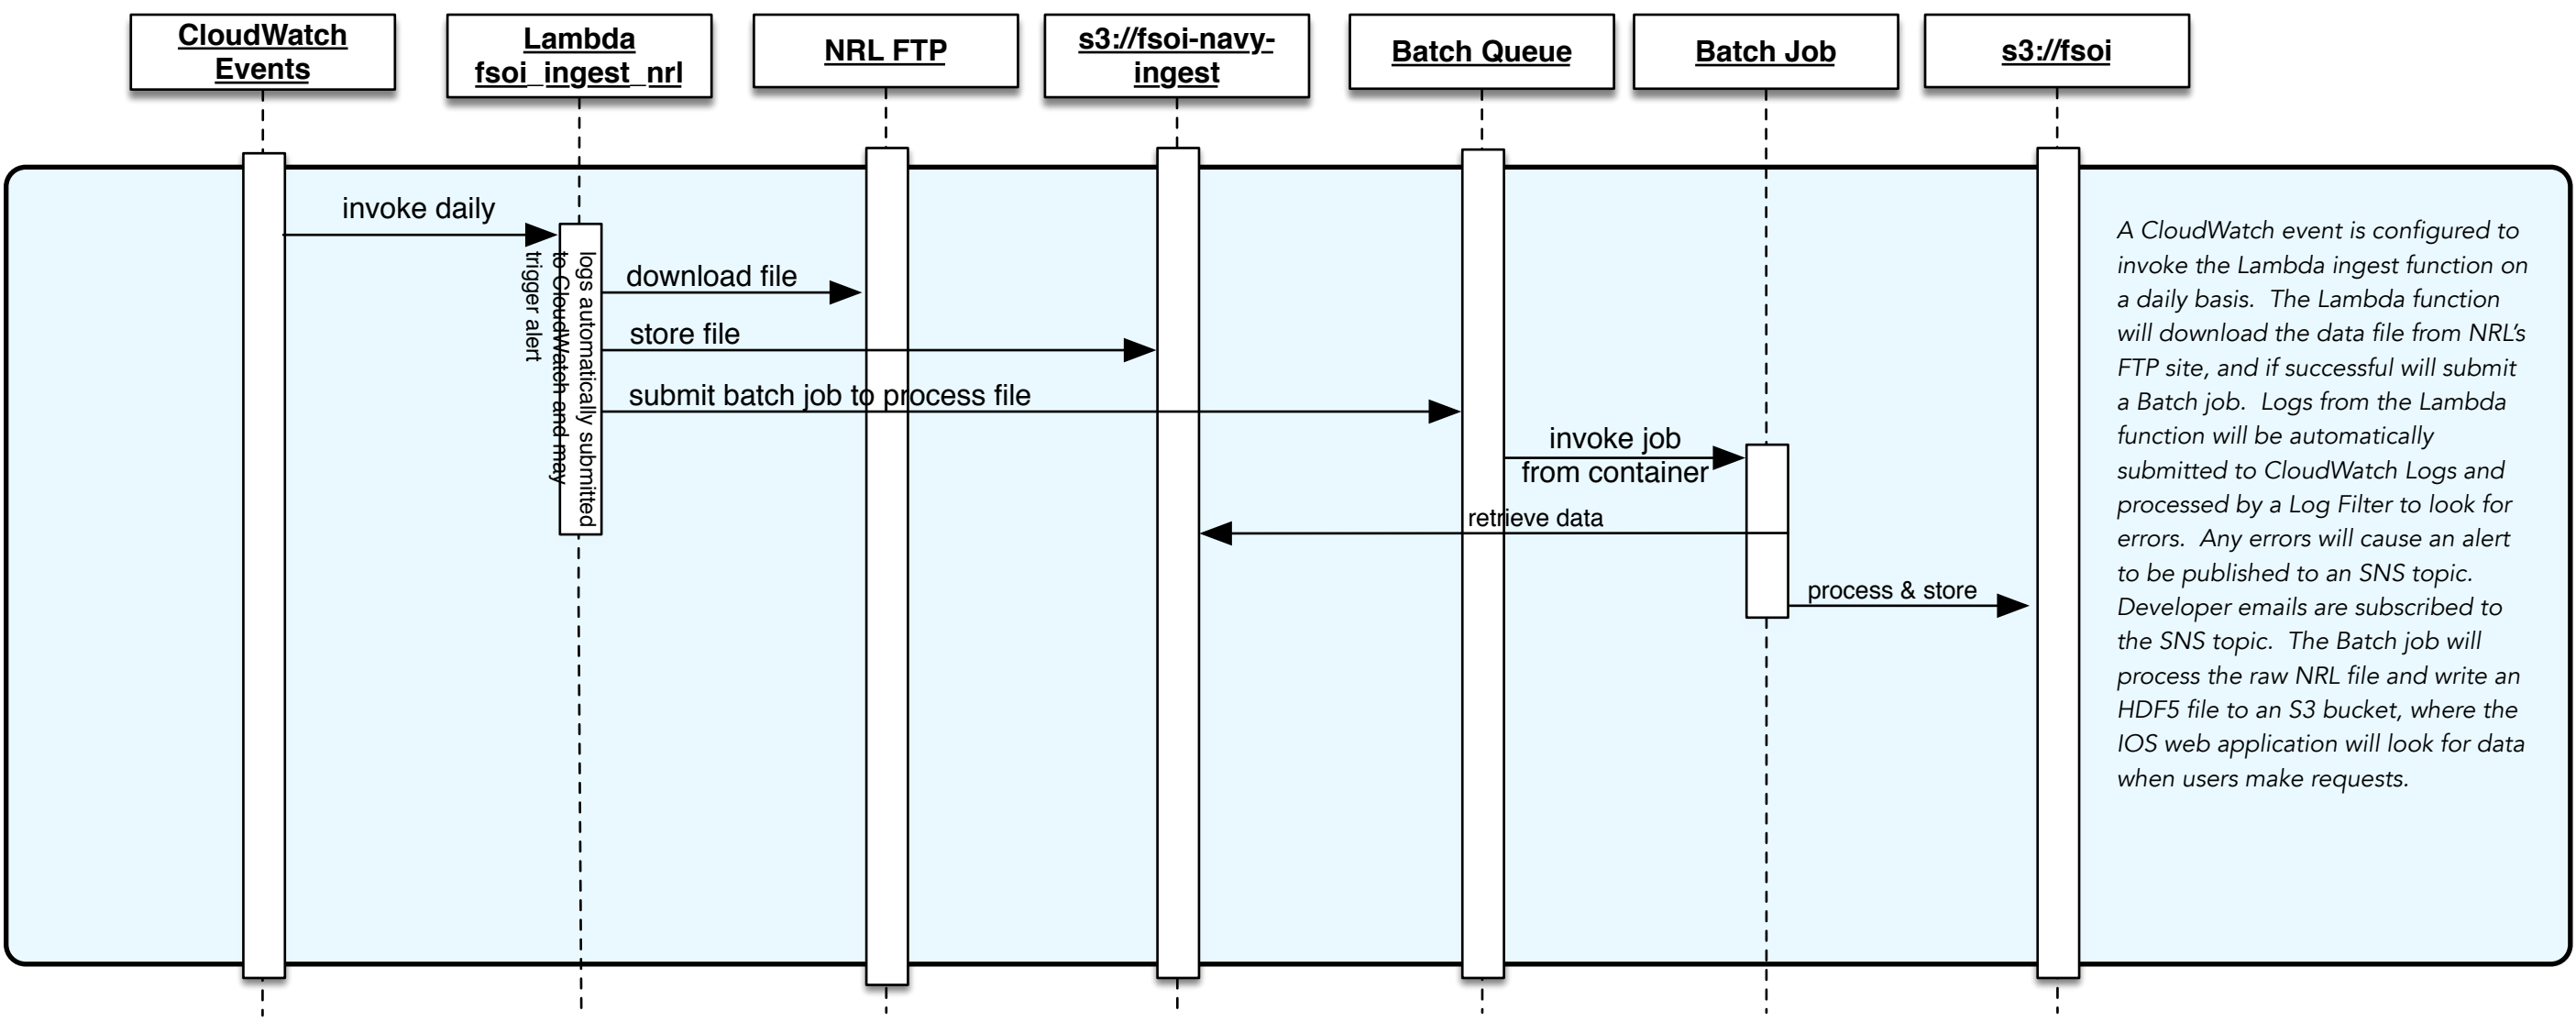 CloudWatch
Events
Lambda
fsoi_ingest_nrl
NRL FTP
s3://fsoi-navy-
ingest
Batch Queue
Batch Job
s3://fsoi
invoke daily
logs automatically submitted
to CloudWatch and may
trigger alert
download file
store file
submit batch job to process file
invoke job
from container
retrieve data
process & store
A CloudWatch event is configured to
invoke the Lambda ingest function on
a daily basis.  The Lambda function
will download the data file from NRL’s
FTP site, and if successful will submit
a Batch job.  Logs from the Lambda
function will be automatically
submitted to CloudWatch Logs and
processed by a Log Filter to look for
errors.  Any errors will cause an alert
to be published to an SNS topic.
Developer emails are subscribed to
the SNS topic.  The Batch job will
process the raw NRL file and write an
HDF5 file to an S3 bucket, where the
IOS web application will look for data
when users make requests.